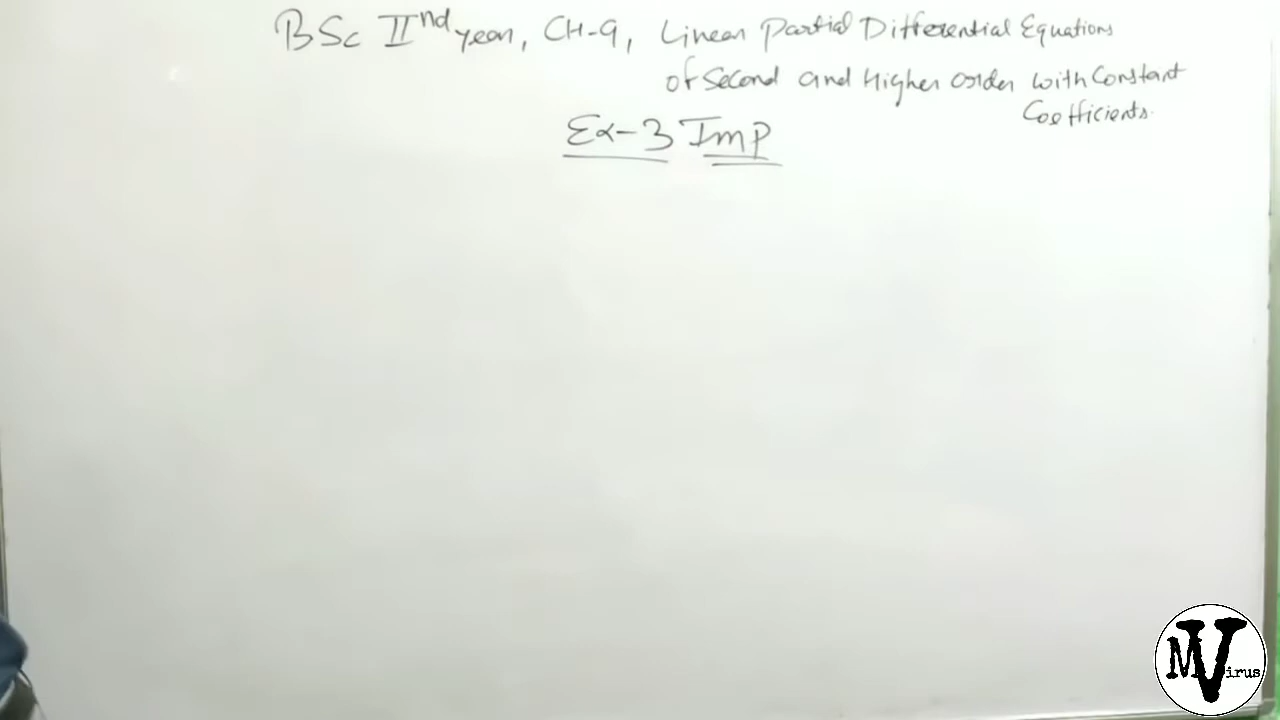 BSc IInd year, CH-9, Linear Partial Differential Equations
of Second and Higher order with Constant
Coefficients.
Ex-3 Imp
MVirus